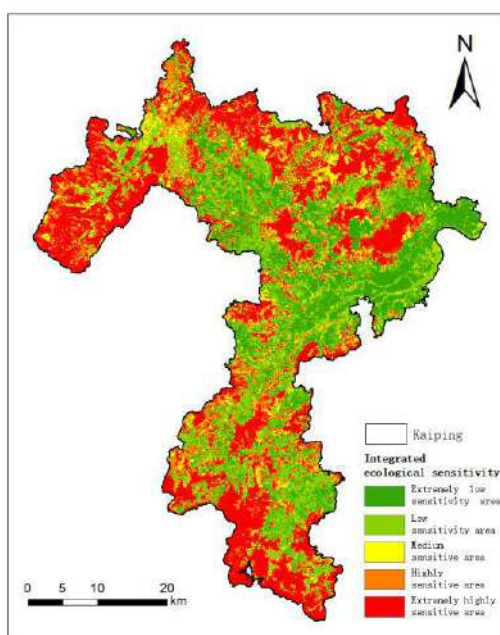 N
Kaiping
Integrated
ecological sensitivity
Extremely low
sensitivity area
Low
sensitivity area
Medium
sensitive area
Highly
sensitive area
Extremely highly
sensitive area
0 5 10 20
km